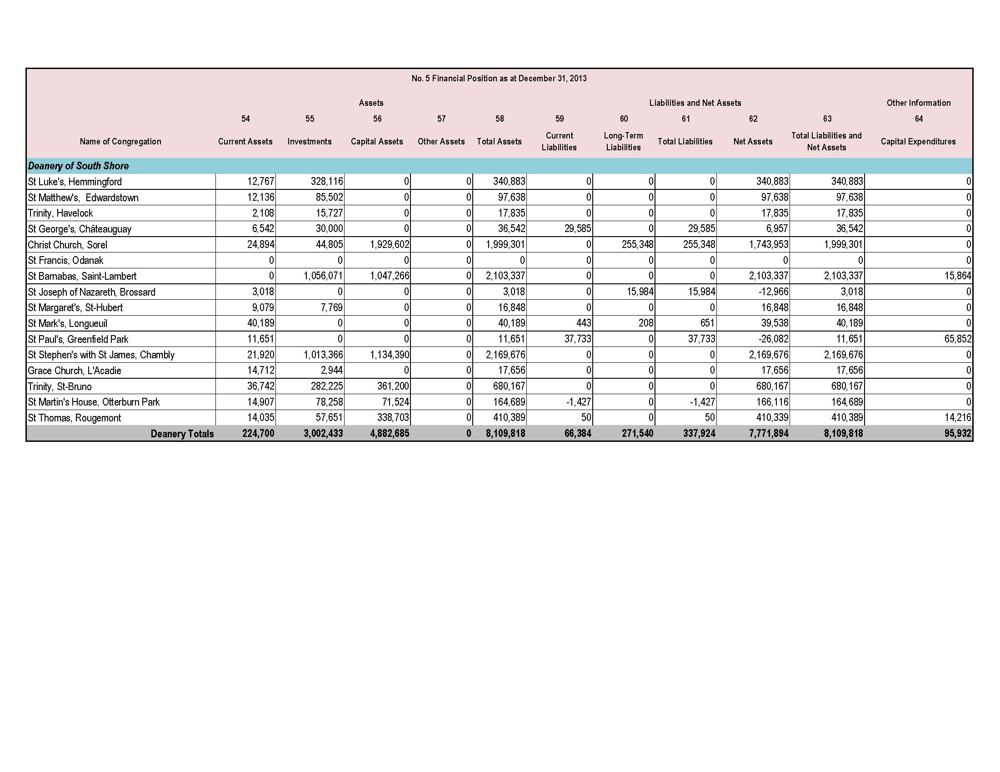 No. 5 Financial Position as at December 31, 2013
Assets Liabilities and Net Assets Other Information
54 55 56 57 58 59 60 61 62 63 64
Name of Congregation Current Assets Investments Capital Assets Other Assets Total Assets Current Liabilities Long-Term Liabilities Total Liabilities Net Assets Total Liabilities and Net Assets Capital Expenditures
Deanery of South Shore
St Luke's, Hemmingford 12,767 328,116 0 0 340,883 0 0 0 340,883 340,883 0
St Matthew's, Edwardstown 12,136 85,502 0 0 97,638 0 0 0 97,638 97,638 0
Trinity, Havelock 2,108 15,727 0 0 17,835 0 0 0 17,835 17,835 0
St George's, Châteauguay 6,542 30,000 0 0 36,542 29,585 0 29,585 6,957 36,542 0
Christ Church, Sorel 24,894 44,805 1,929,602 0 1,999,301 0 255,348 255,348 1,743,953 1,999,301 0
St Francis, Odanak 0 0 0 0 0 0 0 0 0 0 0
St Barnabas, Saint-Lambert 0 1,056,071 1,047,266 0 2,103,337 0 0 0 2,103,337 2,103,337 15,864
St Joseph of Nazareth, Brossard 3,018 0 0 0 3,018 0 15,984 15,984 -12,966 3,018 0
St Margaret's, St-Hubert 9,079 7,769 0 0 16,848 0 0 0 16,848 16,848 0
St Mark's, Longueuil 40,189 0 0 0 40,189 443 208 651 39,538 40,189 0
St Paul's, Greenfield Park 11,651 0 0 0 11,651 37,733 0 37,733 -26,082 11,651 65,852
St Stephen's with St James, Chambly 21,920 1,013,366 1,134,390 0 2,169,676 0 0 0 2,169,676 2,169,676 0
Grace Church, L'Acadie 14,712 2,944 0 0 17,656 0 0 0 17,656 17,656 0
Trinity, St-Bruno 36,742 282,225 361,200 0 680,167 0 0 0 680,167 680,167 0
St Martin's House, Otterburn Park 14,907 78,258 71,524 0 164,689 -1,427 0 -1,427 166,116 164,689 0
St Thomas, Rougemont 14,035 57,651 338,703 0 410,389 50 0 50 410,339 410,389 14,216
Deanery Totals 224,700 3,002,433 4,882,685 0 8,109,818 66,384 271,540 337,924 7,771,894 8,109,818 95,932